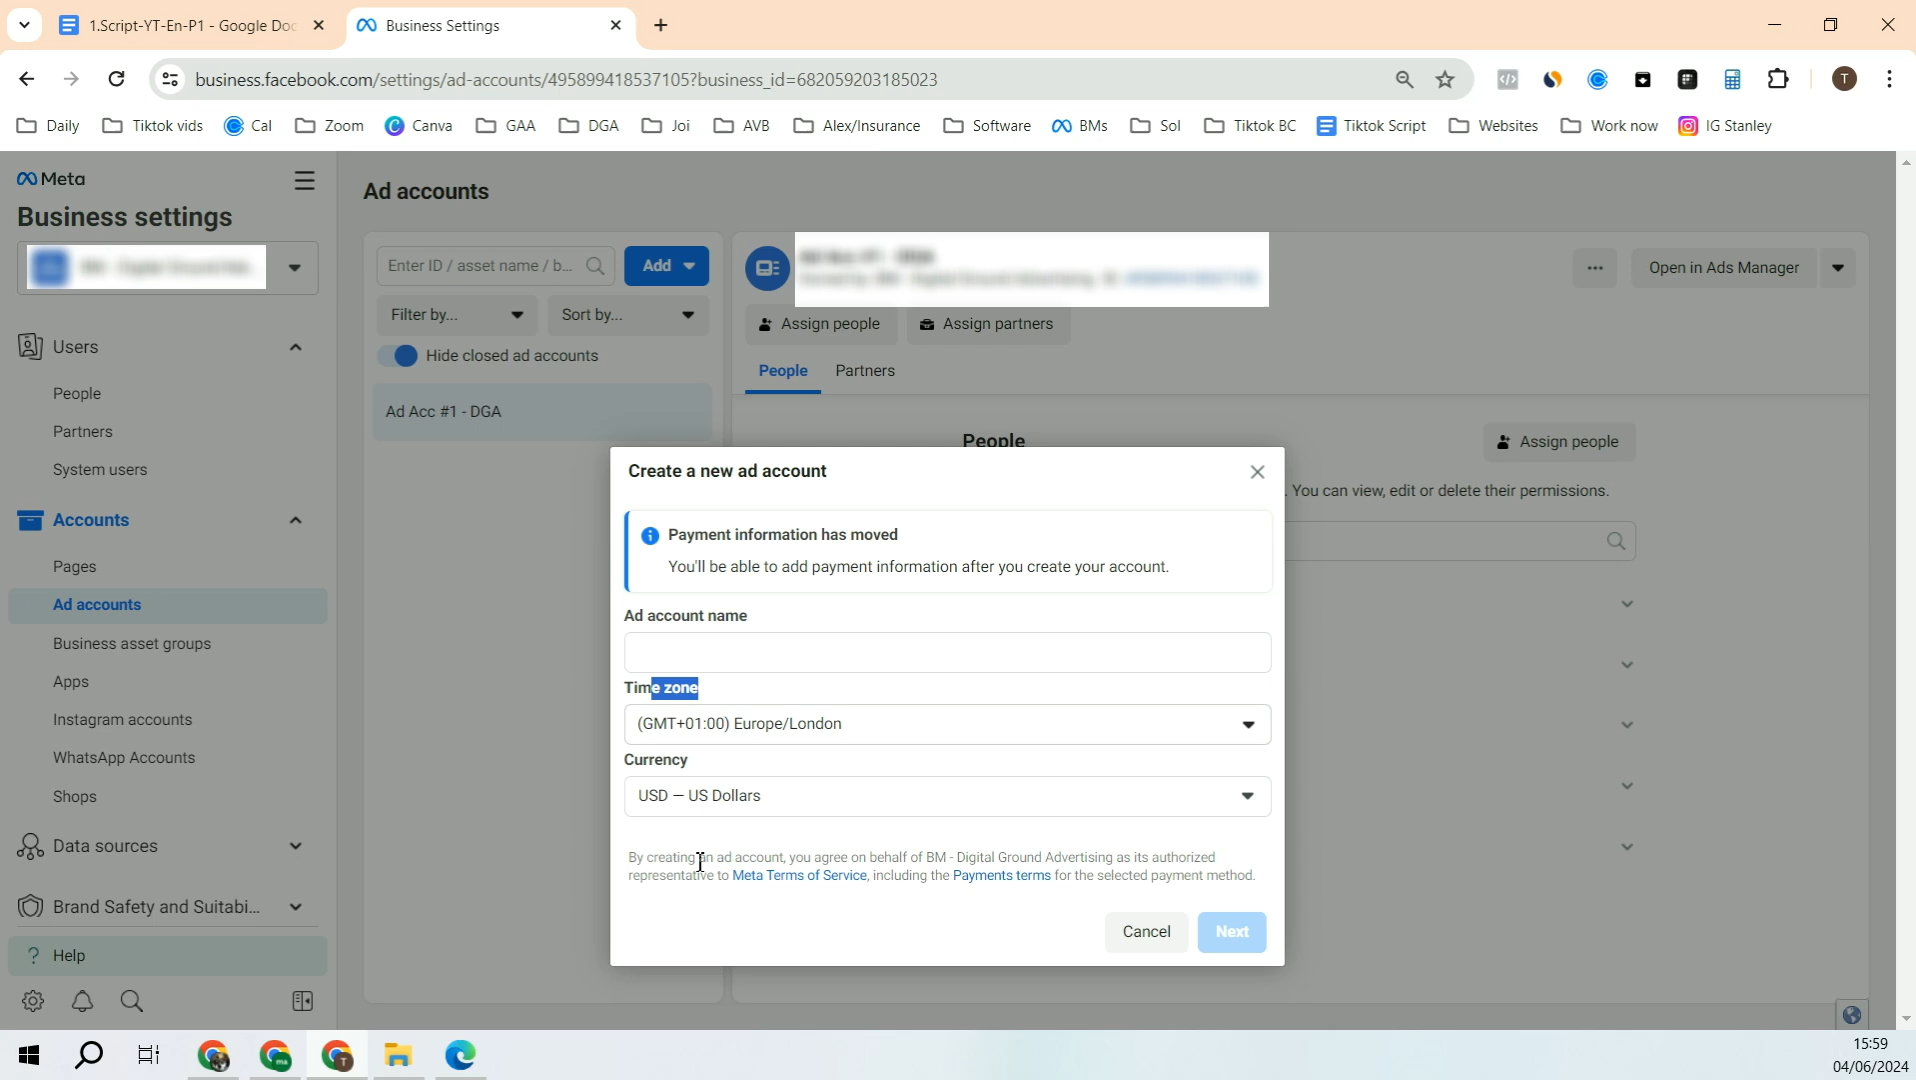 1.Script-YT-En-P1 - Google Doc
Business Settings
business.facebook.com/settings/ad-accounts/495899418537105?business_id=682059203185023
T
Daily
Tiktok vids
Cal
Zoom
Canva
GAA
DGA
Joi
AVB
Alex/Insurance
Software
BMs
Sol
Tiktok BC
Tiktok Script
Websites
Work now
IG Stanley
Meta
Business settings
Users
People
Partners
System users
Accounts
Pages
Ad accounts
Business asset groups
Apps
Instagram accounts
WhatsApp Accounts
Shops
Data sources
Brand Safety and Suitabi...
? Help
Ad accounts
Enter ID / asset name / b...
Add
Filter by...
Sort by...
Hide closed ad accounts
Ad Acc #1 - DGA
Open in Ads Manager
Assign people
Assign partners
People
Partners
People
Assign people
. You can view, edit or delete their permissions.
Create a new ad account
Payment information has moved
You'll be able to add payment information after you create your account.
Ad account name
Time zone
(GMT+01:00) Europe/London
Currency
USD — US Dollars
By creating an ad account, you agree on behalf of BM - Digital Ground Advertising as its authorized
representative to Meta Terms of Service, including the Payments terms for the selected payment method.
Cancel
Next
15:59
04/06/2024